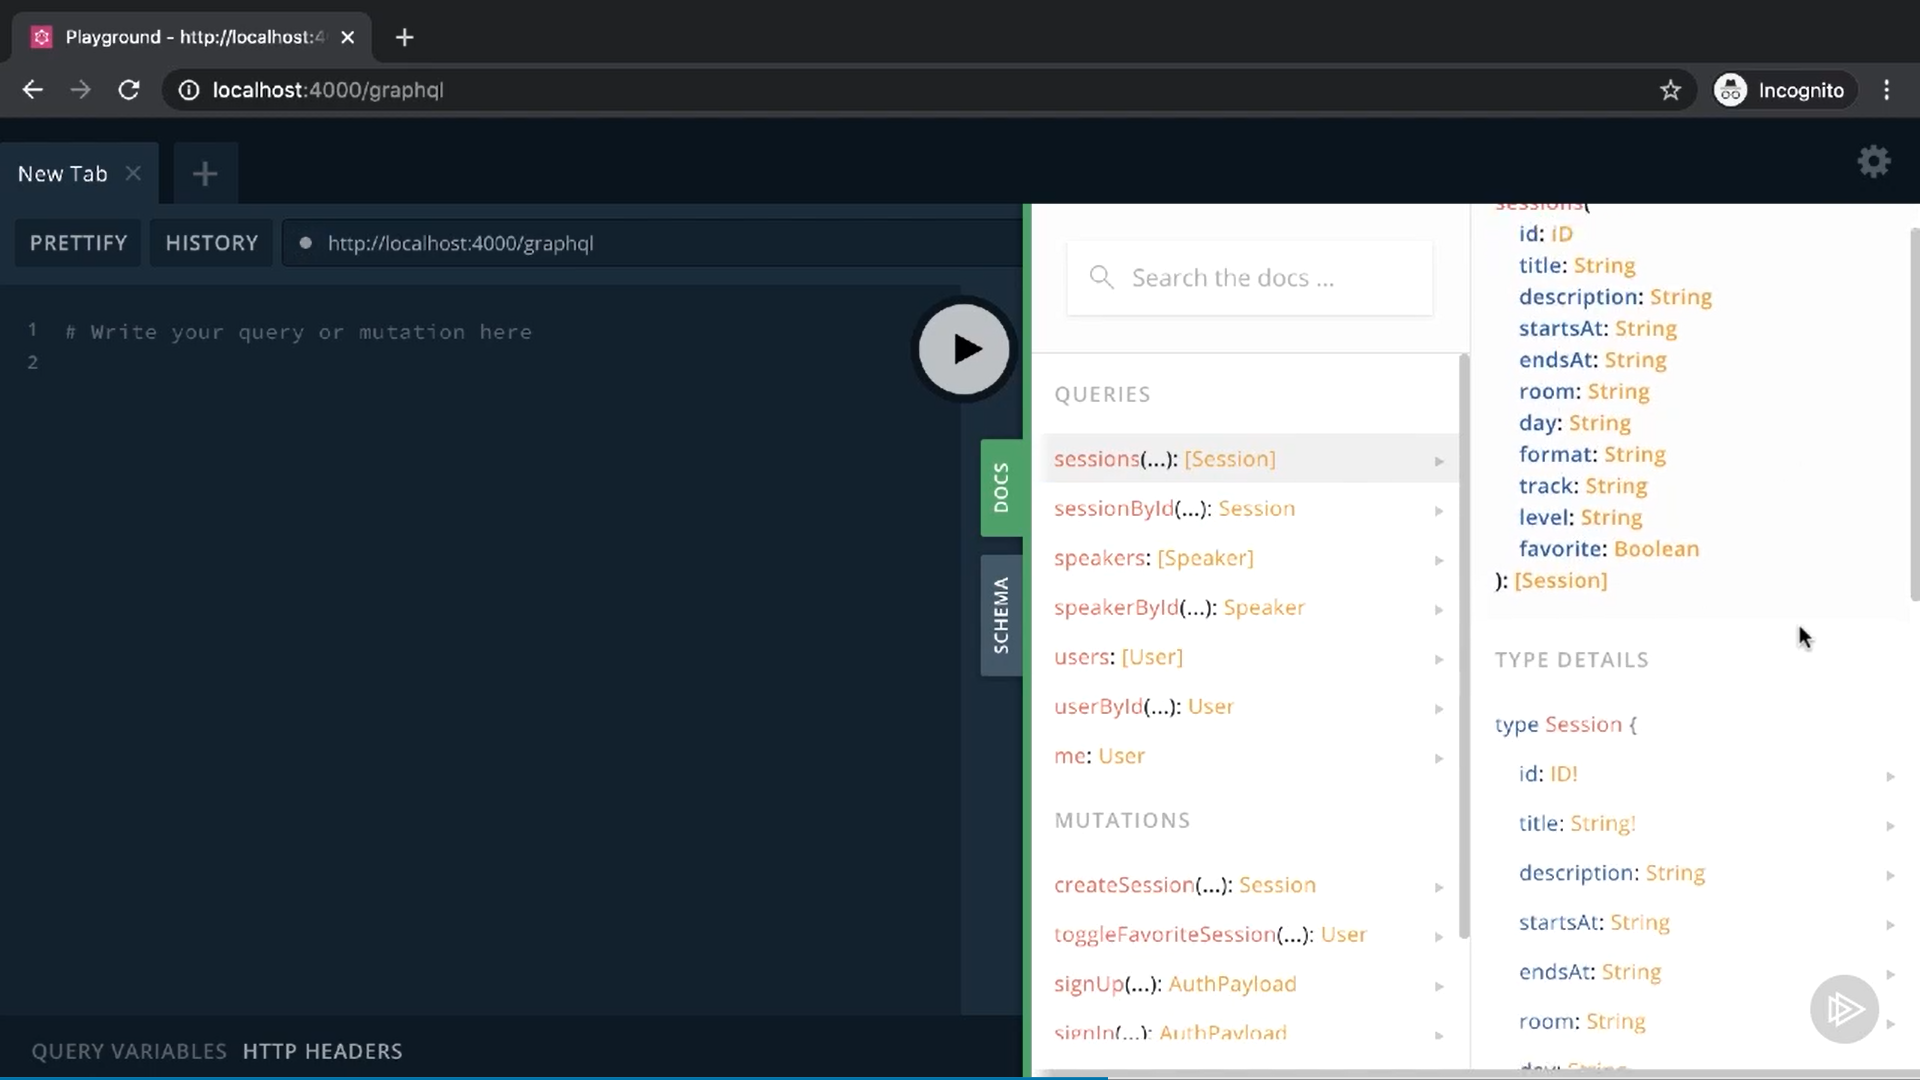 Playground - http://localhost:4
localhost:4000/graphql
Incognito
New Tab
PRETTIFY
HISTORY
http://localhost:4000/graphql
1 # Write your query or mutation here
2
DOCS
SCHEMA
Search the docs ...
QUERIES
sessions(...): [Session]
sessionById(...): Session
speakers: [Speaker]
speakerById(...): Speaker
users: [User]
userById(...): User
me: User
MUTATIONS
createSession(...): Session
toggleFavoriteSession(...): User
signUp(...): AuthPayload
signIn(...): AuthPayload
sessions(
id: ID
title: String
description: String
startsAt: String
endsAt: String
room: String
day: String
format: String
track: String
level: String
favorite: Boolean
): [Session]
TYPE DETAILS
type Session {
id: ID!
title: String!
description: String
startsAt: String
endsAt: String
room: String
day: String
QUERY VARIABLES
HTTP HEADERS